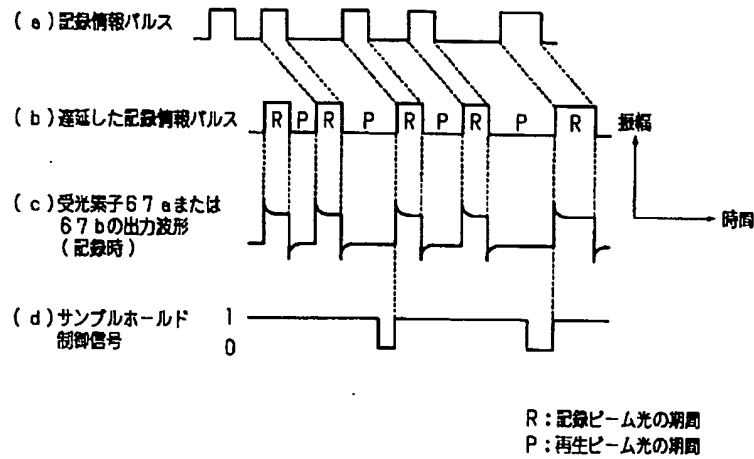 (a)記録情報パルス
(b)遅延した記録情報パルス
R P R P R P R P R
振幅
(c)受光素子67aまたは
67bの出力波形
(記録時)
時間
(d)サンプルホールド
制御信号
1
0
R:記録ビーム光の期間
P:再生ビーム光の期間